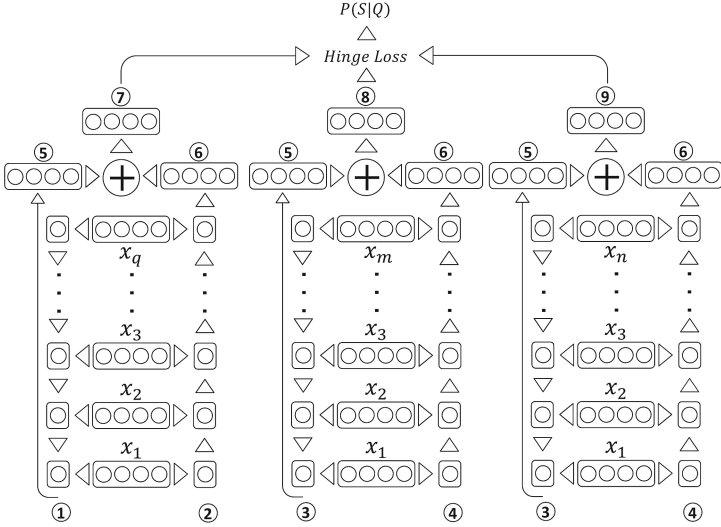 P(S|Q)
Hinge Loss
⑦ ⑧ ⑨
⑤ ⑥ ⑤ ⑥ ⑤ ⑥
+ + +
x_q x_m x_n
x_3 x_3 x_3
x_2 x_2 x_2
x_1 x_1 x_1
① ② ③ ④ ③ ④